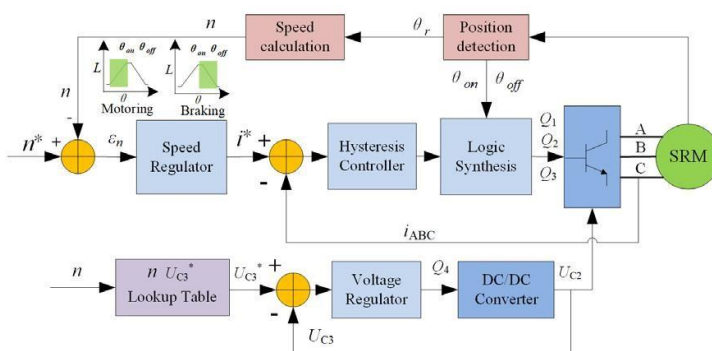 n
Speed
calculation
θr
Position
detection
θon θoff
θon θoff
L
L
θ
θ
Motoring
Braking
n
θon
θoff
-
n*
+
εn
Speed
Regulator
i*
+
-
Hysteresis
Controller
Logic
Synthesis
Q1
Q2
Q3
A
B
C
SRM
iABC
n
n UC3*
Lookup Table
UC3*
+
-
Voltage
Regulator
Q4
DC/DC
Converter
UC2
UC3